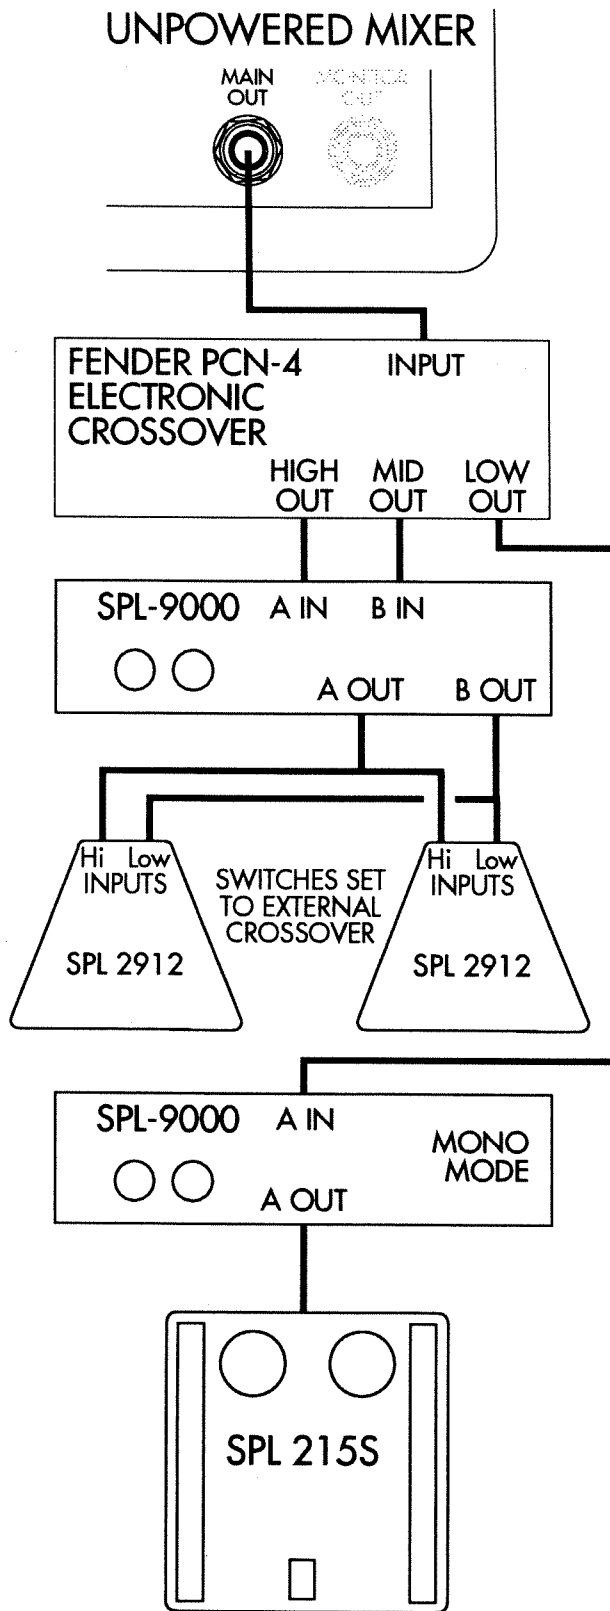 UNPOWERED MIXER
MAIN
OUT
MONITOR
OUT
FENDER PCN-4
ELECTRONIC
CROSSOVER
INPUT
HIGH
OUT
MID
OUT
LOW
OUT
SPL-9000
A IN
B IN
A OUT
B OUT
Hi Low
INPUTS
SPL 2912
SWITCHES SET
TO EXTERNAL
CROSSOVER
Hi Low
INPUTS
SPL 2912
SPL-9000
A IN
MONO
MODE
A OUT
SPL 215S